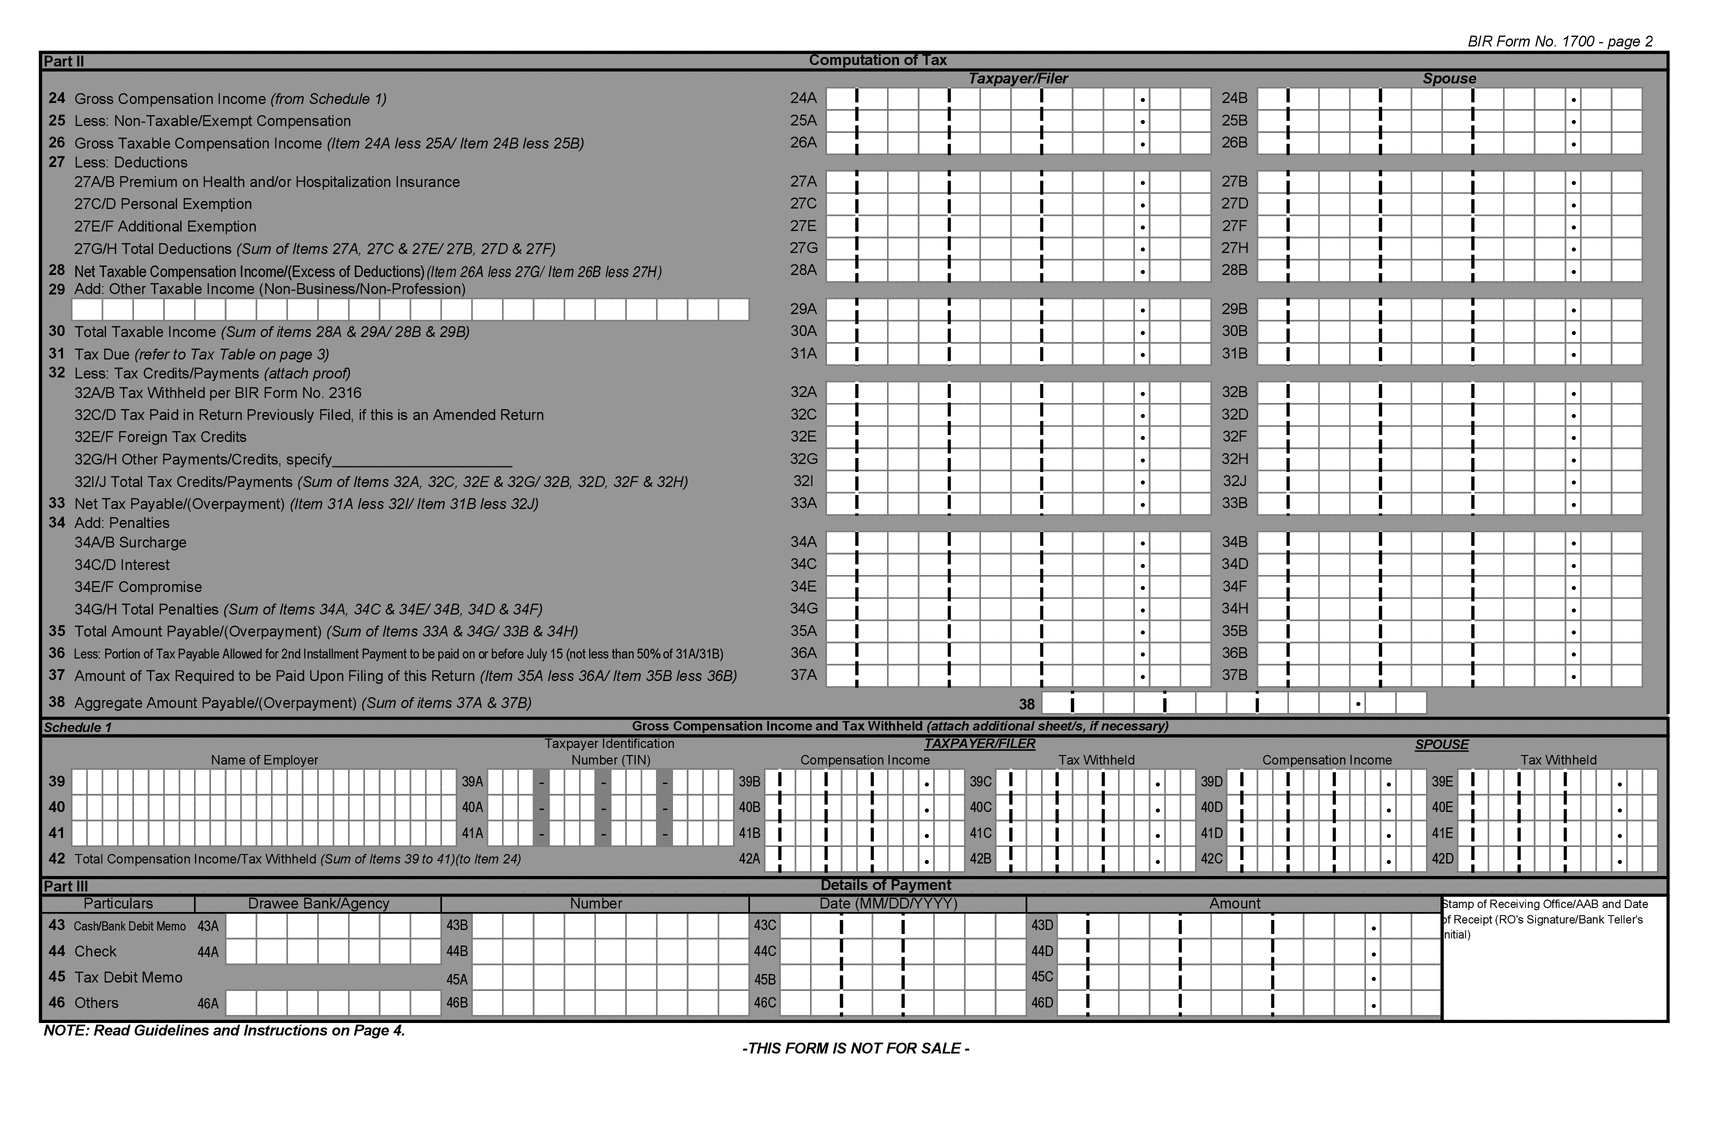 BIR Form No. 1700 - page 2
Part II Computation of Tax
Taxpayer/Filer Spouse
24 Gross Compensation Income (from Schedule 1) 24A 24B
25 Less: Non-Taxable/Exempt Compensation 25A 25B
26 Gross Taxable Compensation Income (Item 24A less 25A/ Item 24B less 25B) 26A 26B
27 Less: Deductions
27A/B Premium on Health and/or Hospitalization Insurance 27A 27B
27C/D Personal Exemption 27C 27D
27E/F Additional Exemption 27E 27F
27G/H Total Deductions (Sum of Items 27A, 27C & 27E/ 27B, 27D & 27F) 27G 27H
28 Net Taxable Compensation Income/(Excess of Deductions) (Item 26A less 27G/ Item 26B less 27H) 28A 28B
29 Add: Other Taxable Income (Non-Business/Non-Profession)
29A 29B
30 Total Taxable Income (Sum of items 28A & 29A/ 28B & 29B) 30A 30B
31 Tax Due (refer to Tax Table on page 3) 31A 31B
32 Less: Tax Credits/Payments (attach proof)
32A/B Tax Withheld per BIR Form No. 2316 32A 32B
32C/D Tax Paid in Return Previously Filed, if this is an Amended Return 32C 32D
32E/F Foreign Tax Credits 32E 32F
32G/H Other Payments/Credits, specify______________________ 32G 32H
32I/J Total Tax Credits/Payments (Sum of Items 32A, 32C, 32E & 32G/ 32B, 32D, 32F & 32H) 32I 32J
33 Net Tax Payable/(Overpayment) (Item 31A less 32I/ Item 31B less 32J) 33A 33B
34 Add: Penalties
34A/B Surcharge 34A 34B
34C/D Interest 34C 34D
34E/F Compromise 34E 34F
34G/H Total Penalties (Sum of Items 34A, 34C & 34E/ 34B, 34D & 34F) 34G 34H
35 Total Amount Payable/(Overpayment) (Sum of Items 33A & 34G/ 33B & 34H) 35A 35B
36 Less: Portion of Tax Payable Allowed for 2nd Installment Payment to be paid on or before July 15 (not less than 50% of 31A/31B) 36A 36B
37 Amount of Tax Required to be Paid Upon Filing of this Return (Item 35A less 36A/ Item 35B less 36B) 37A 37B
38 Aggregate Amount Payable/(Overpayment) (Sum of items 37A & 37B) 38
Schedule 1 Gross Compensation Income and Tax Withheld (attach additional sheet/s, if necessary)
Taxpayer Identification TAXPAYER/FILER SPOUSE
Name of Employer Number (TIN) Compensation Income Tax Withheld Compensation Income Tax Withheld
39 39A - - - 39B 39C 39D 39E
40 40A - - - 40B 40C 40D 40E
41 41A - - - 41B 41C 41D 41E
42 Total Compensation Income/Tax Withheld (Sum of Items 39 to 41)(to Item 24) 42A 42B 42C 42D
Part III Details of Payment
Particulars Drawee Bank/Agency Number Date (MM/DD/YYYY) Amount
Stamp of Receiving Office/AAB and Date
of Receipt (RO's Signature/Bank Teller's
Initial)
43 Cash/Bank Debit Memo 43A 43B 43C 43D
44 Check 44A 44B 44C 44D
45 Tax Debit Memo 45A 45B 45C
46 Others 46A 46B 46C 46D
NOTE: Read Guidelines and Instructions on Page 4.
-THIS FORM IS NOT FOR SALE -